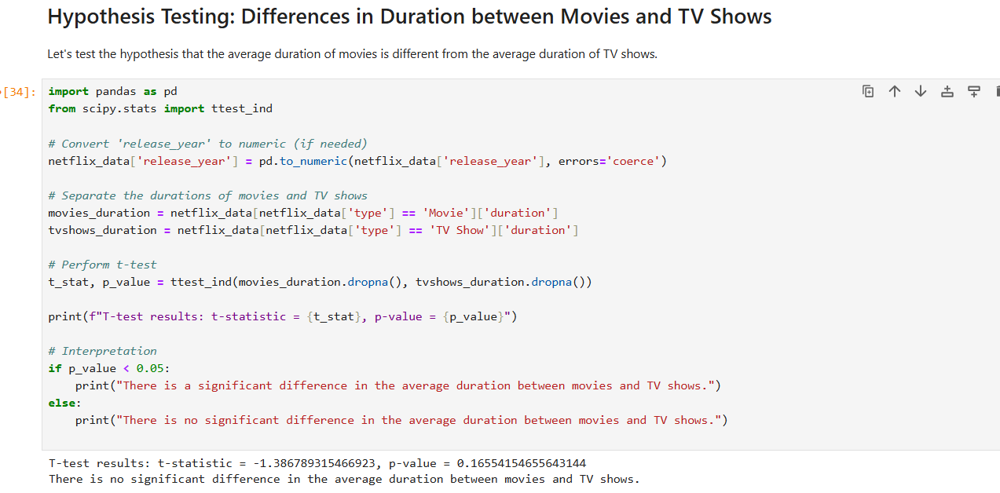 Hypothesis Testing: Differences in Duration between Movies and TV Shows
Let's test the hypothesis that the average duration of movies is different from the average duration of TV shows.
[34]:
import pandas as pd
from scipy.stats import ttest_ind
# Convert 'release_year' to numeric (if needed)
netflix_data['release_year'] = pd.to_numeric(netflix_data['release_year'], errors='coerce')
# Separate the durations of movies and TV shows
movies_duration = netflix_data[netflix_data['type'] == 'Movie']['duration']
tvshows_duration = netflix_data[netflix_data['type'] == 'TV Show']['duration']
# Perform t-test
t_stat, p_value = ttest_ind(movies_duration.dropna(), tvshows_duration.dropna())
print(f"T-test results: t-statistic = {t_stat}, p-value = {p_value}")
# Interpretation
if p_value < 0.05:
    print("There is a significant difference in the average duration between movies and TV shows.")
else:
    print("There is no significant difference in the average duration between movies and TV shows.")
T-test results: t-statistic = -1.386789315466923, p-value = 0.16554154655643144
There is no significant difference in the average duration between movies and TV shows.